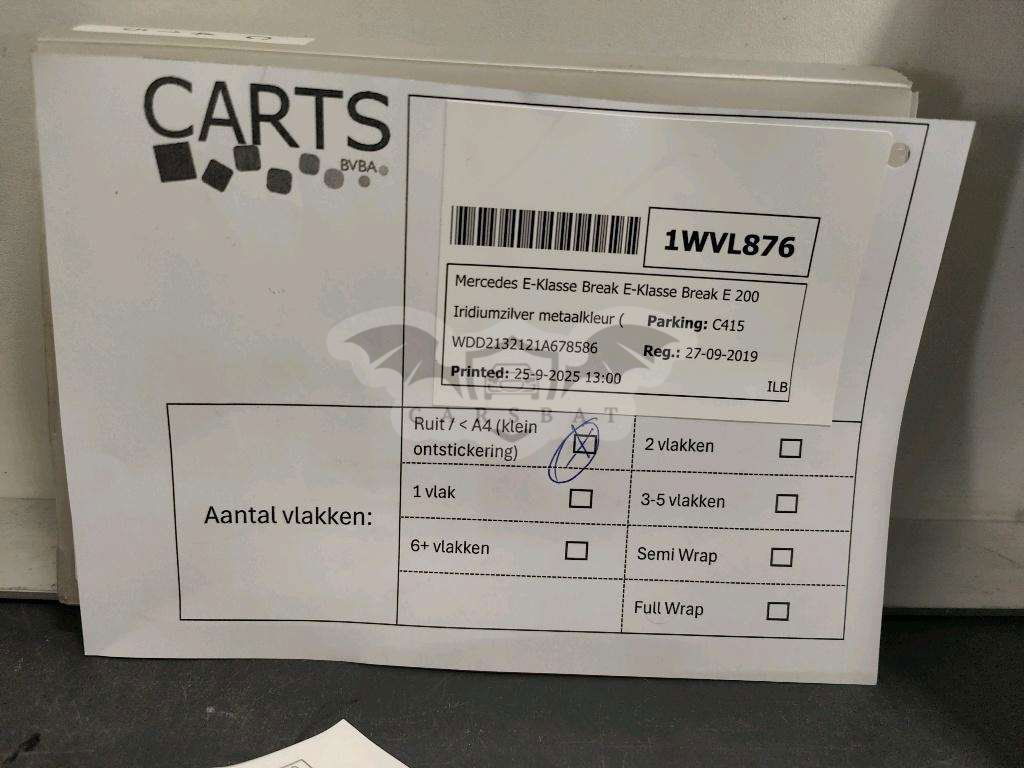 CARTS
BVBA
1WVL876
Mercedes E-Klasse Break E-Klasse Break E 200
Iridiumzilver metaalkleur ( Parking: C415
WDD2132121A678586 Reg.: 27-09-2019
Printed: 25-9-2025 13:00
ILB
CARSBAT
Aantal vlakken:
Ruit / < A4 (klein
ontstickering)
2 vlakken
1 vlak
3-5 vlakken
6+ vlakken
Semi Wrap
Full Wrap